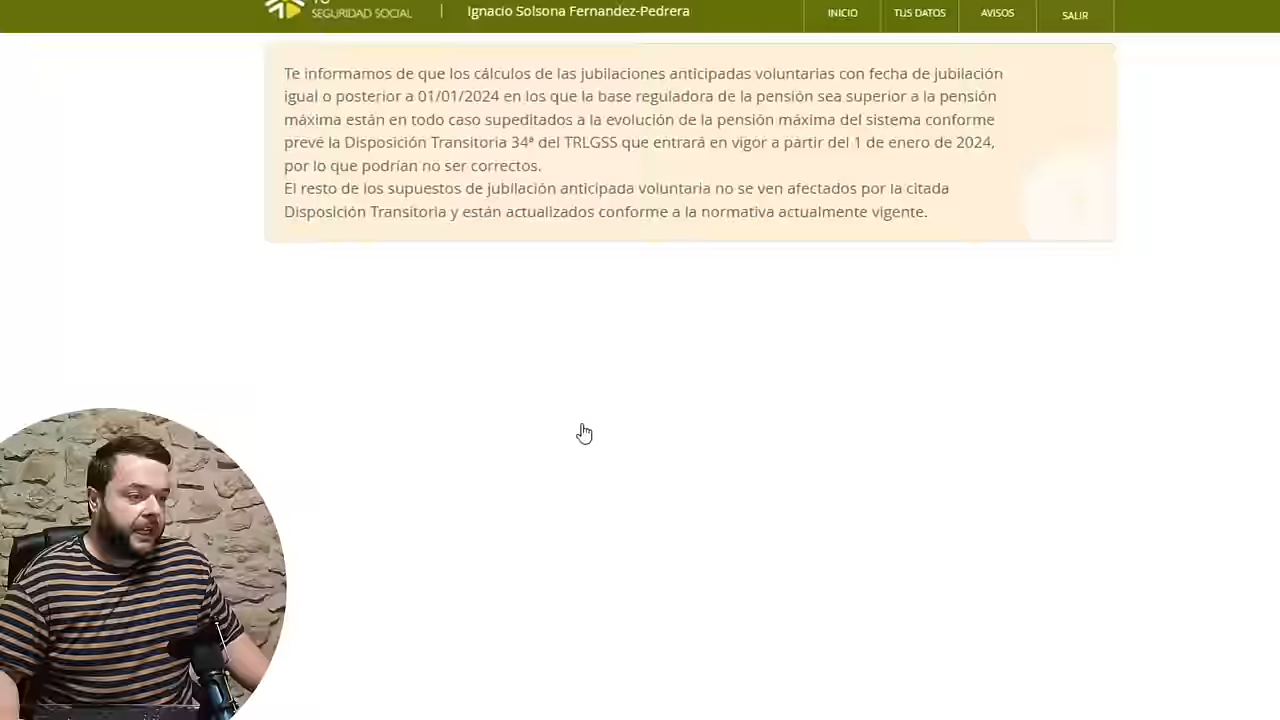 TU
SEGURIDAD SOCIAL
Ignacio Solsona Fernandez-Pedrera
INICIO
TUS DATOS
AVISOS
SALIR
Te informamos de que los cálculos de las jubilaciones anticipadas voluntarias con fecha de jubilación
igual o posterior a 01/01/2024 en los que la base reguladora de la pensión sea superior a la pensión
máxima están en todo caso supeditados a la evolución de la pensión máxima del sistema conforme
prevé la Disposición Transitoria 34ª del TRLGSS que entrará en vigor a partir del 1 de enero de 2024,
por lo que podrían no ser correctos.
El resto de los supuestos de jubilación anticipada voluntaria no se ven afectados por la citada
Disposición Transitoria y están actualizados conforme a la normativa actualmente vigente.